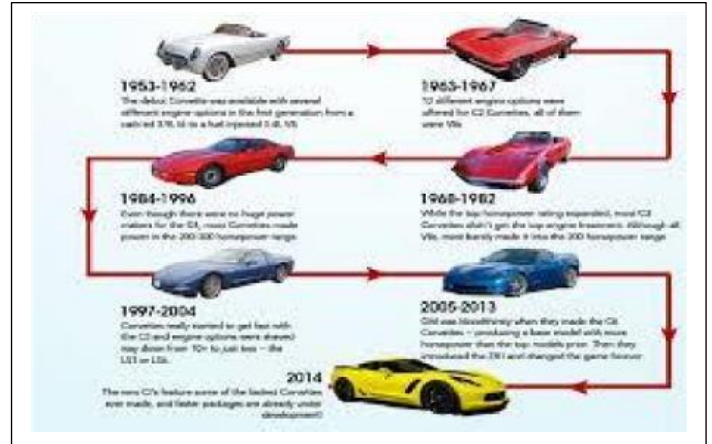 1953-1962
The debut Corvette was available with several
different engine options in the first generation from a
to a fuel injected V8
1963-1967
12 different engine options were
offered for C2 Corvettes, all of them
were V8s
1984-1996
Even though there were no huge power
makers for the C4, most Corvettes made
power in the 200-300 horsepower range
1968-1982
While the top horsepower rating expanded, most C3
Corvettes didn't get the top engine treatment. Although all
V8s, most barely made it into the 200 horsepower range
1997-2004
Corvettes really started to get fast with
the C5 and engine options were shaved
way down from 10+ to just two – the
LS1 or LS6.
2005-2013
GM was bloodthirsty when they made the C6
Corvettes – producing a base model with more
horsepower than the top models prior. Then they
introduced the ZR1 and changed the game forever
2014
The new C7s feature some of the fastest Corvettes
ever made, and faster packages are already under
development!